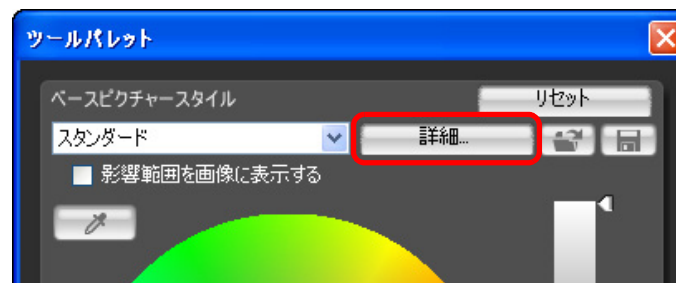 ツールパレット
ベースピクチャースタイル リセット
スタンダード 詳細...
影響範囲を画像に表示する